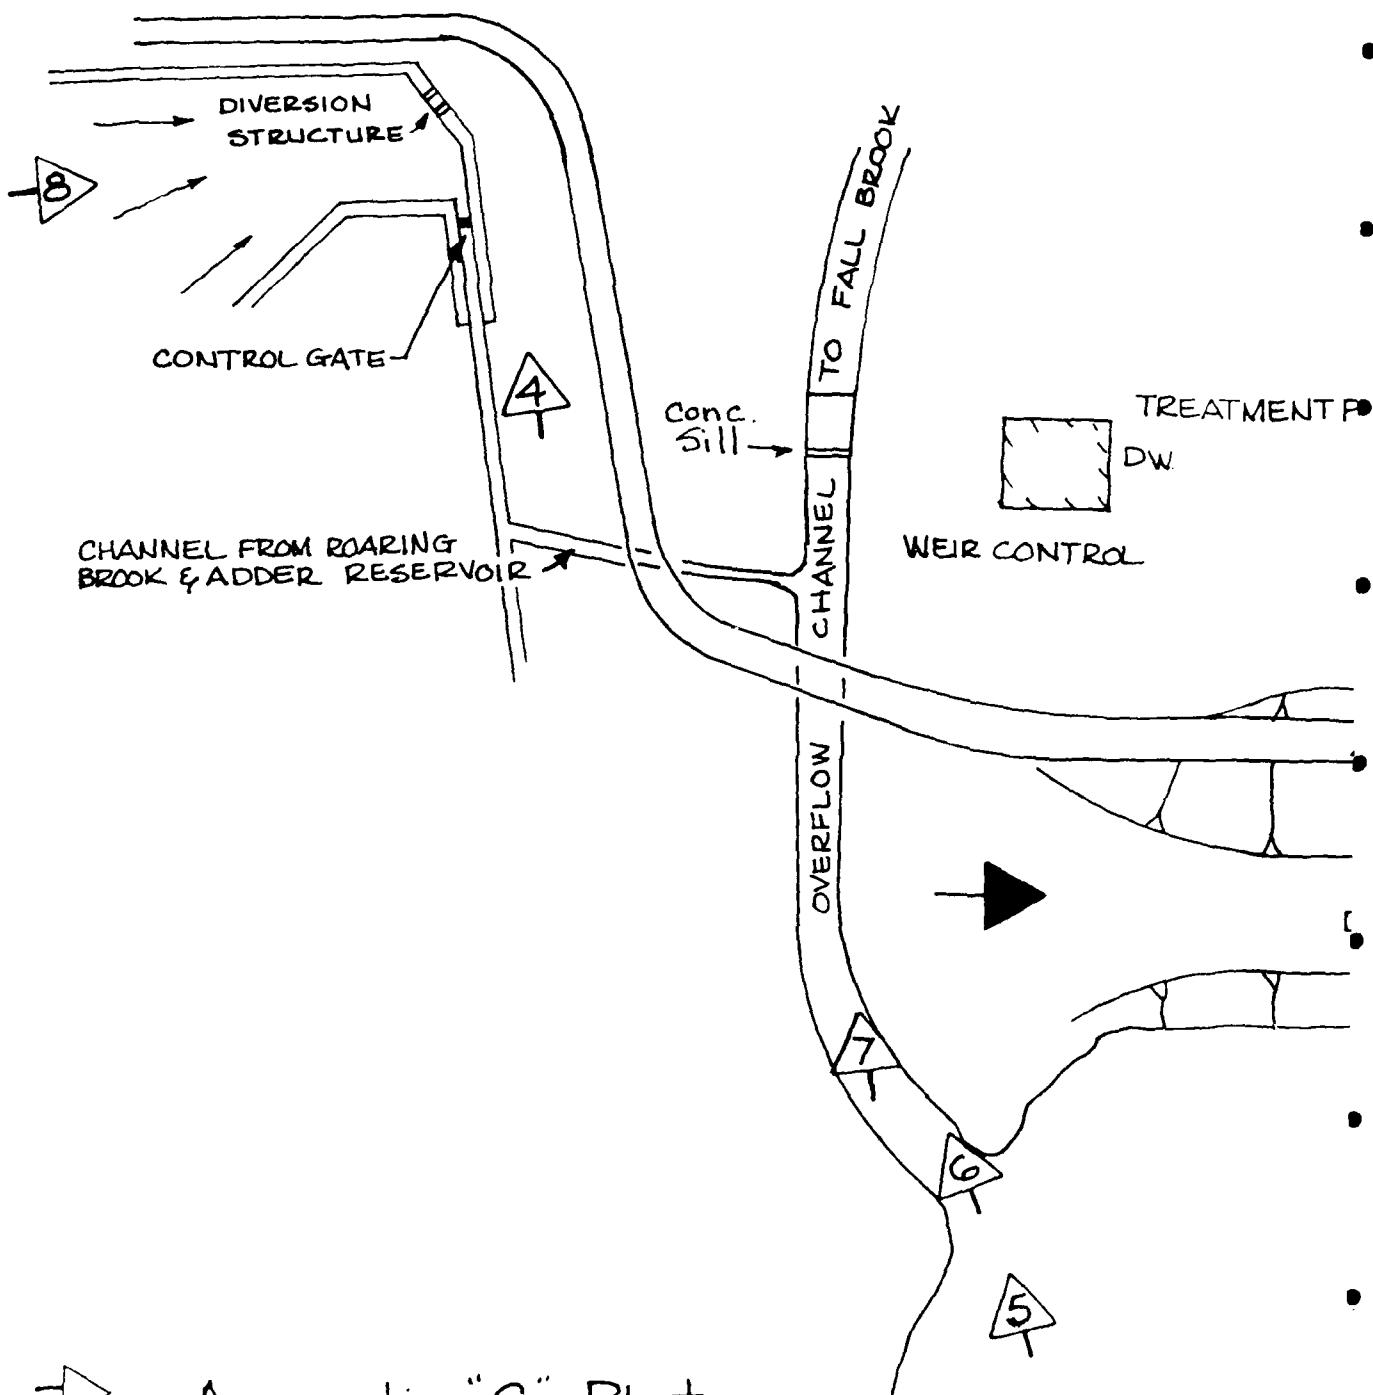 DIVERSION
STRUCTURE
8
CONTROL GATE
4
TO FALL BROOK
Conc.
Sill
TREATMENT
DW
WEIR CONTROL
CHANNEL FROM ROARING
BROOK & ADDER RESERVOIR
OVERFLOW CHANNEL
7
6
5
"C"